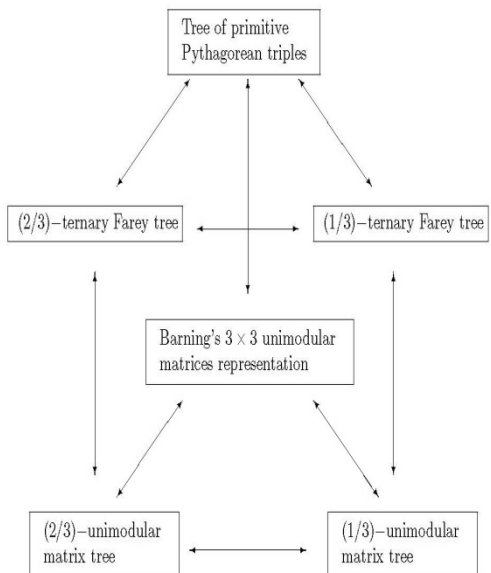 Tree of primitive
Pythagorean triples
(2/3)−ternary Farey tree
(1/3)−ternary Farey tree
Barning's 3 × 3 unimodular
matrices representation
(2/3)−unimodular
matrix tree
(1/3)−unimodular
matrix tree